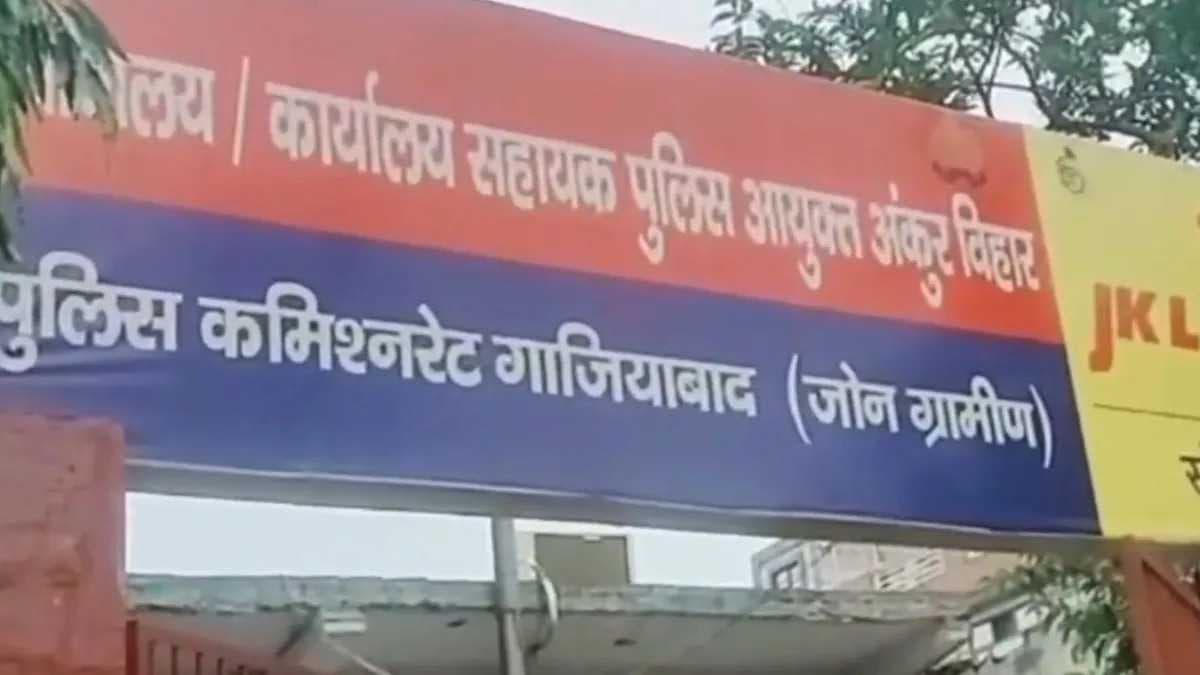 / कार्यालय सहायक पुलिस आयुक्त अंकुर विहार
पुलिस कमिश्नरेट गाजियाबाद (जोन ग्रामीण)
JK L